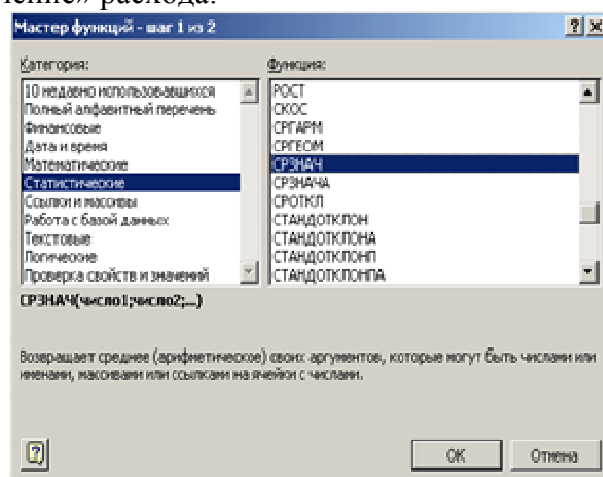 чение» расхода.
Мастер функций - шаг 1 из 2
Категория:
10 недавно использовавшихся
Полный алфавитный перечень
Финансовые
Дата и время
Математические
Статистические
Ссылки и массивы
Работа с базой данных
Текстовые
Логические
Проверка свойств и значений
Функция:
РОСТ
СКОС
СРГАРМ
СРГЕОМ
СРЗНАЧ
СРЗНАЧА
СРОТКЛ
СТАНДОТКЛОН
СТАНДОТКЛОНА
СТАНДОТКЛОНП
СТАНДОТКЛОНПА
СРЗНАЧ(число1;число2;...)
Возвращает среднее (арифметическое) своих аргументов, которые могут быть числами или
именами, массивами или ссылками на ячейки с числами.
OK
Отмена